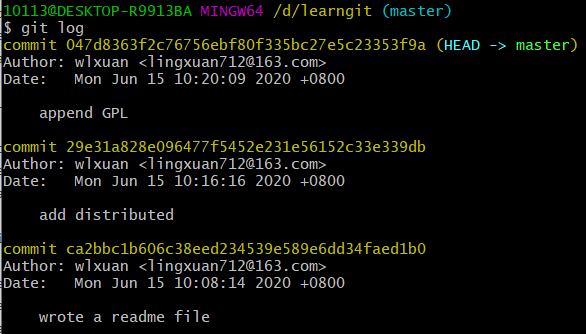 10113@DESKTOP-R9913BA MINGW64 /d/learngit (master)
$ git log
commit 047d8363f2c76756ebf80f335bc27e5c23353f9a (HEAD -> master)
Author: wlxuan <lingxuan712@163.com>
Date:   Mon Jun 15 10:20:09 2020 +0800
    append GPL
commit 29e31a828e096477f5452e231e56152c33e339db
Author: wlxuan <lingxuan712@163.com>
Date:   Mon Jun 15 10:16:16 2020 +0800
    add distributed
commit ca2bbc1b606c38eed234539e589e6dd34faed1b0
Author: wlxuan <lingxuan712@163.com>
Date:   Mon Jun 15 10:08:14 2020 +0800
    wrote a readme file